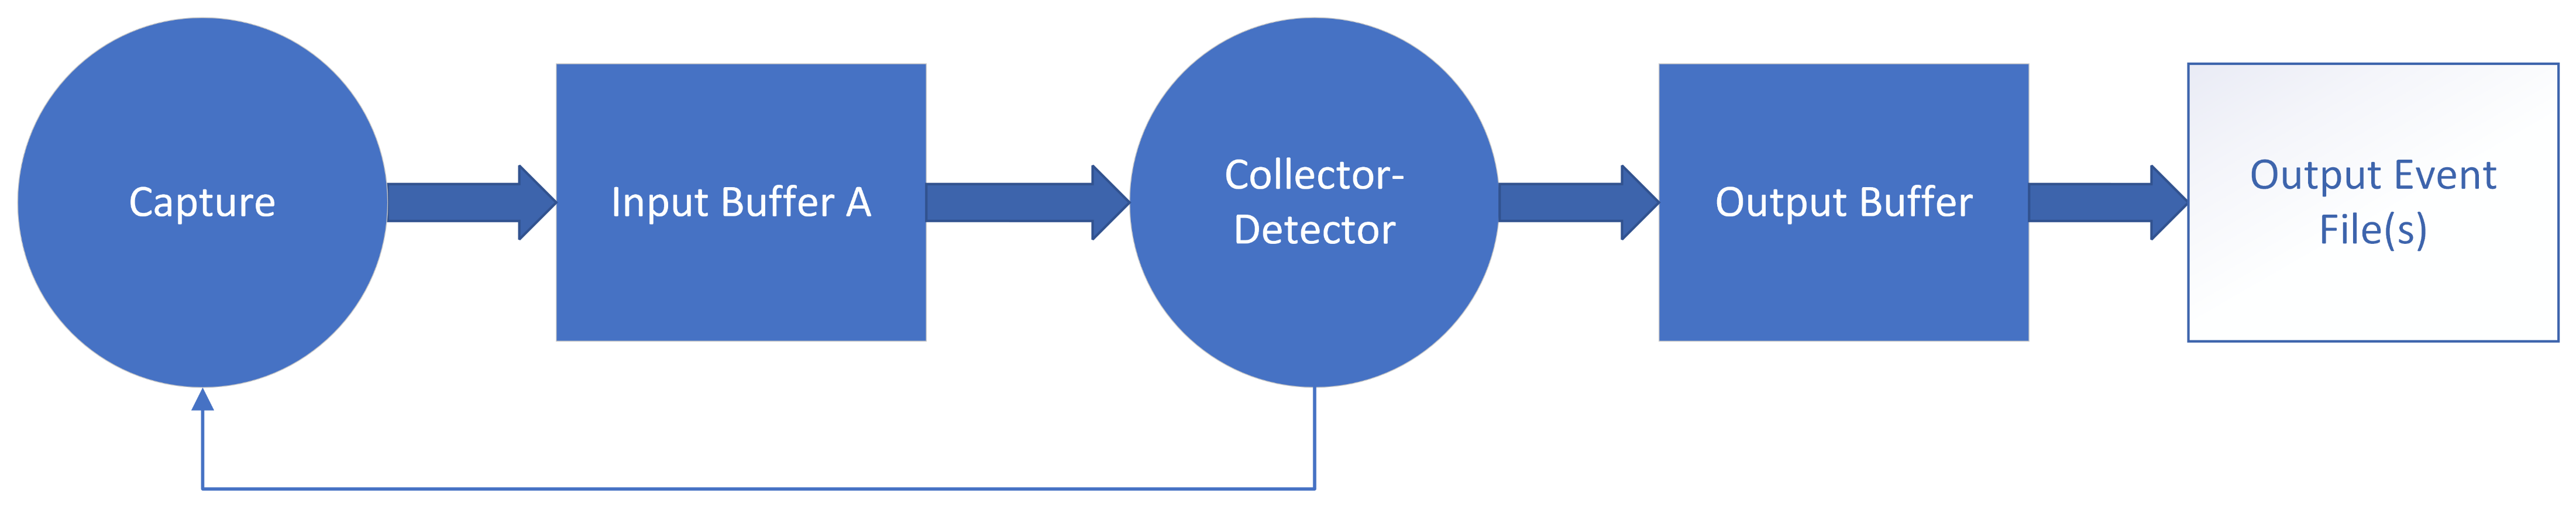 Capture
Input Buffer A
Collector-
Detector
Output Buffer
Output Event
File(s)